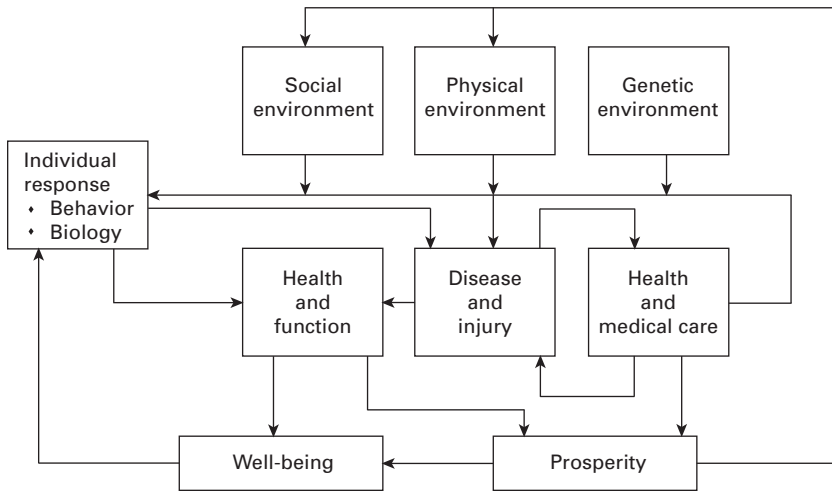 Social
environment
Physical
environment
Genetic
environment
Individual
response
♦ Behavior
♦ Biology
Health
and
function
Disease
and
injury
Health
and
medical care
Well-being
Prosperity